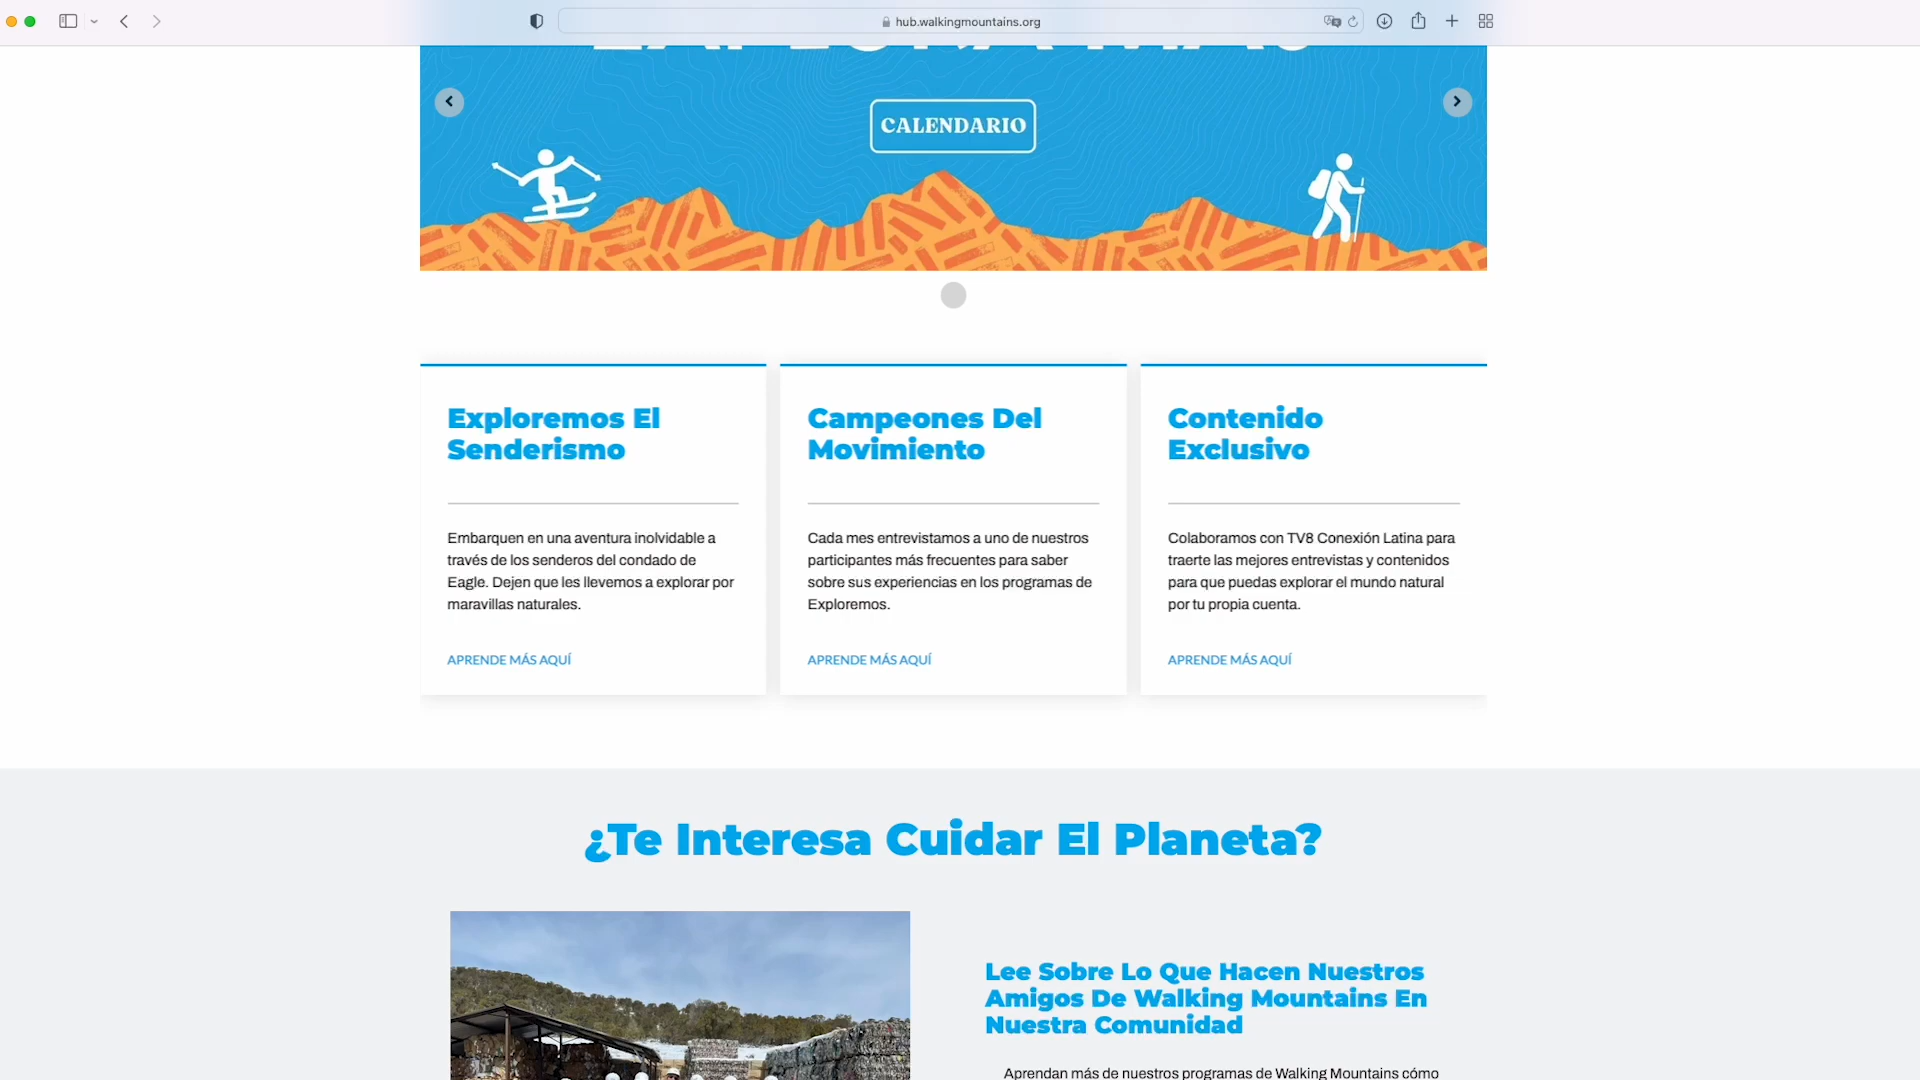 hub.walkingmountains.org
CALENDARIO
Exploremos El
Senderismo
Embarquen en una aventura inolvidable a
través de los senderos del condado de
Eagle. Dejen que les llevemos a explorar por
maravillas naturales.
APRENDE MÁS AQUÍ
Campeones Del
Movimiento
Cada mes entrevistamos a uno de nuestros
participantes más frecuentes para saber
sobre sus experiencias en los programas de
Exploremos.
APRENDE MÁS AQUÍ
Contenido
Exclusivo
Colaboramos con TV8 Conexión Latina para
traerte las mejores entrevistas y contenidos
para que puedas explorar el mundo natural
por tu propia cuenta.
APRENDE MÁS AQUÍ
¿Te Interesa Cuidar El Planeta?
Lee Sobre Lo Que Hacen Nuestros
Amigos De Walking Mountains En
Nuestra Comunidad
Aprendan más de nuestros programas de Walking Mountains cómo